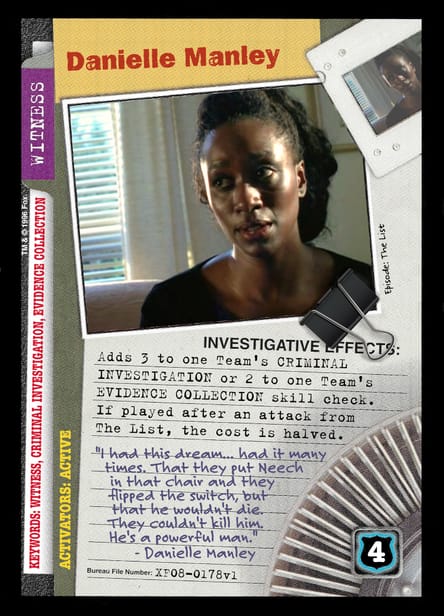 Danielle Manley
WITNESS
TM & © 1996 Fox
KEYWORDS: WITNESS, CRIMINAL INVESTIGATION, EVIDENCE COLLECTION
ACTIVATORS: ACTIVE
Episode: The List
INVESTIGATIVE EFFECTS:
Adds 3 to one Team's CRIMINAL
INVESTIGATION or 2 to one Team's
EVIDENCE COLLECTION skill check.
If played after an attack from
The List, the cost is halved.
"I had this dream... had it many
times. That they put Neech
in that chair and they
flipped the switch, but
that he wouldn't die.
They couldn't kill him.
He's a powerful man."
- Danielle Manley
Bureau File Number: XF08-0178v1
4